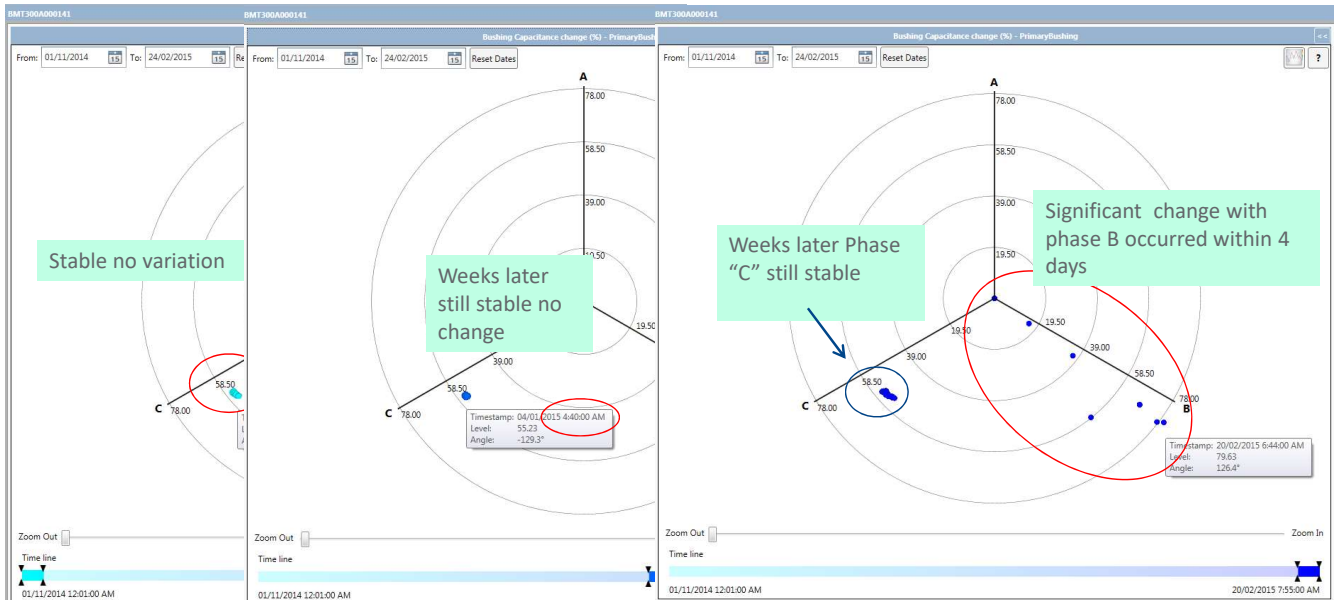 BMT300A000141
From: 01/11/2014 15 To: 24/02/2015 15 Re
Stable no variation
58.50
C 78.00
Zoom Out
Time line
01/11/2014 12:01:00 AM
BMT300A000141
Bushing Capacitance change (%) - PrimaryBush
From: 01/11/2014 15 To: 24/02/2015 15 Reset Dates
A
78.00
58.50
39.00
19.50
Weeks later
still stable no
change
39.00
58.50
C 78.00
Timestamp: 04/01/2015 4:40:00 AM
Level: 55.23
Angle: -129.3°
Zoom Out
Time line
01/11/2014 12:01:00 AM
BMT300A000141
Bushing Capacitance change (%) - PrimaryBushing <<
From: 01/11/2014 15 To: 24/02/2015 15 Reset Dates ?
A
78.00
58.50
39.00
19.50
Significant change with
phase B occurred within 4
days
Weeks later Phase
“C” still stable
19.50
39.00
58.50
C 78.00
19.50
39.00
58.50
78.00
B
Timestamp: 20/02/2015 6:44:00 AM
Level: 79.63
Angle: 126.4°
Zoom Out Zoom In
Time line
01/11/2014 12:01:00 AM 20/02/2015 7:55:00 AM